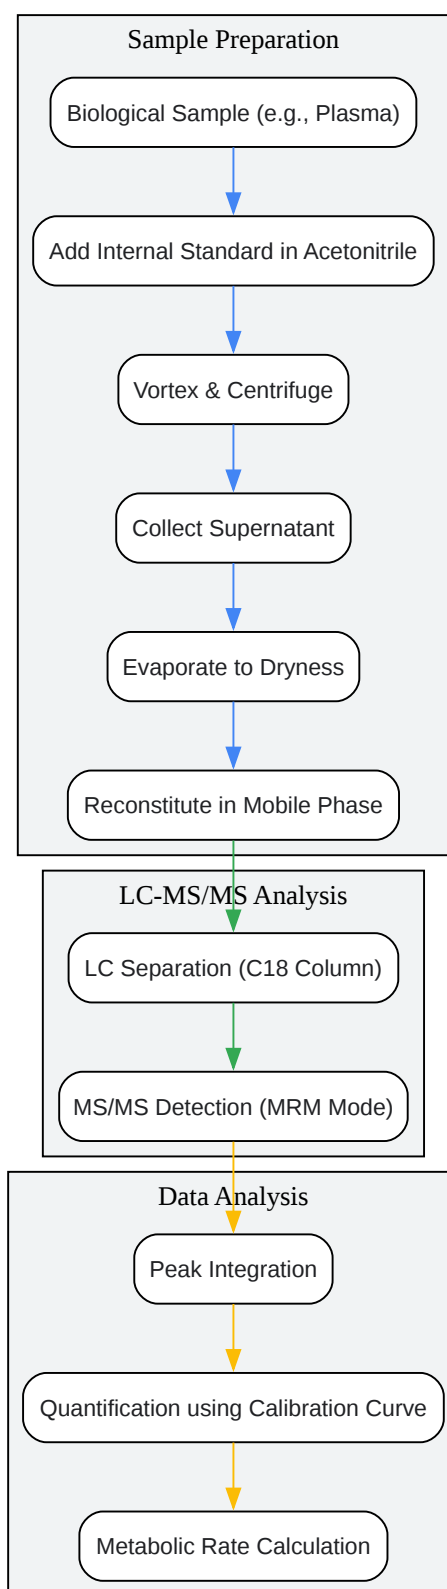 Sample Preparation
Biological Sample (e.g., Plasma)
Add Internal Standard in Acetonitrile
Vortex & Centrifuge
Collect Supernatant
Evaporate to Dryness
Reconstitute in Mobile Phase
LC-MS/MS Analysis
LC Separation (C18 Column)
MS/MS Detection (MRM Mode)
Data Analysis
Peak Integration
Quantification using Calibration Curve
Metabolic Rate Calculation